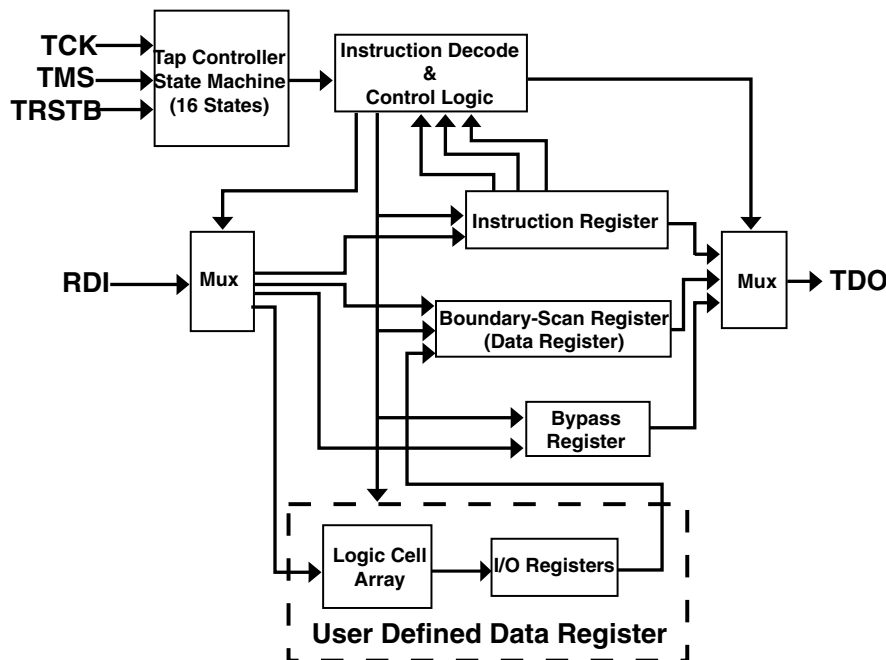 TCK
TMS
TRSTB
Tap Controller
State Machine
(16 States)
Instruction Decode
&
Control Logic
Instruction Register
RDI
Mux
Boundary-Scan Register
(Data Register)
Mux
TDO
Bypass
Register
Logic Cell
Array
I/O Registers
User Defined Data Register